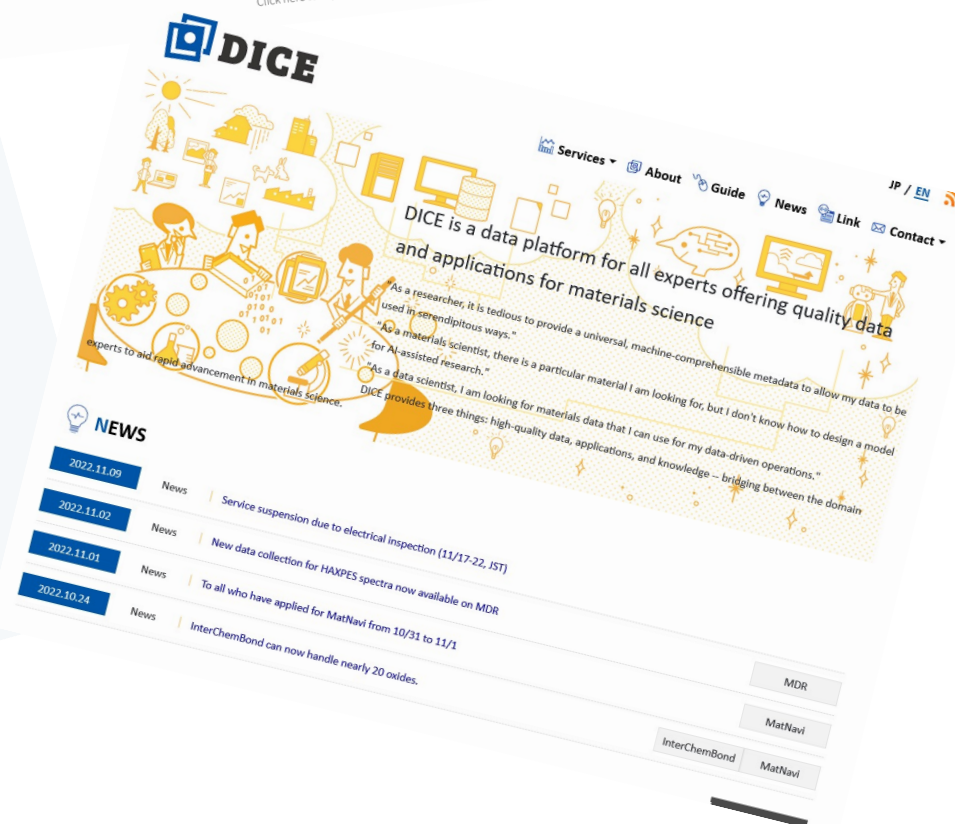 Click here
DICE
Services
About
Guide
News
Link
Contact
JP / EN
DICE is a data platform for all experts offering quality data
and applications for materials science
"As a researcher, it is tedious to provide a universal, machine-comprehensible metadata to allow my data to be
used in serendipitous ways."
"As a materials scientist, there is a particular material I am looking for, but I don't know how to design a model
for AI-assisted research."
"As a data scientist, I am looking for materials data that I can use for my data-driven operations."
DICE provides three things: high-quality data, applications, and knowledge -- bridging between the domain
experts to aid rapid advancement in materials science.
NEWS
2022.11.09 News Service suspension due to electrical inspection (11/17-22, JST)
2022.11.02 News New data collection for HAXPES spectra now available on MDR
MDR
2022.11.01 News To all who have applied for MatNavi from 10/31 to 11/1
MatNavi
2022.10.24 News InterChemBond can now handle nearly 20 oxides.
InterChemBond MatNavi